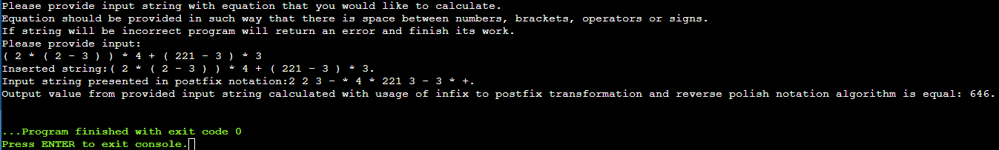 Please provide input string with equation that you would like to calculate.
Equation should be provided in such way that there is space between numbers, brackets, operators or signs.
If string will be incorrect program will return an error and finish its work.
Please provide input:
( 2 * ( 2 - 3 ) ) * 4 + ( 221 - 3 ) * 3
Inserted string:( 2 * ( 2 - 3 ) ) * 4 + ( 221 - 3 ) * 3.
Input string presented in postfix notation:2 2 3 - * 4 * 221 3 - 3 * +.
Output value from provided input string calculated with usage of infix to postfix transformation and reverse polish notation algorithm is equal: 646.
...Program finished with exit code 0
Press ENTER to exit console.